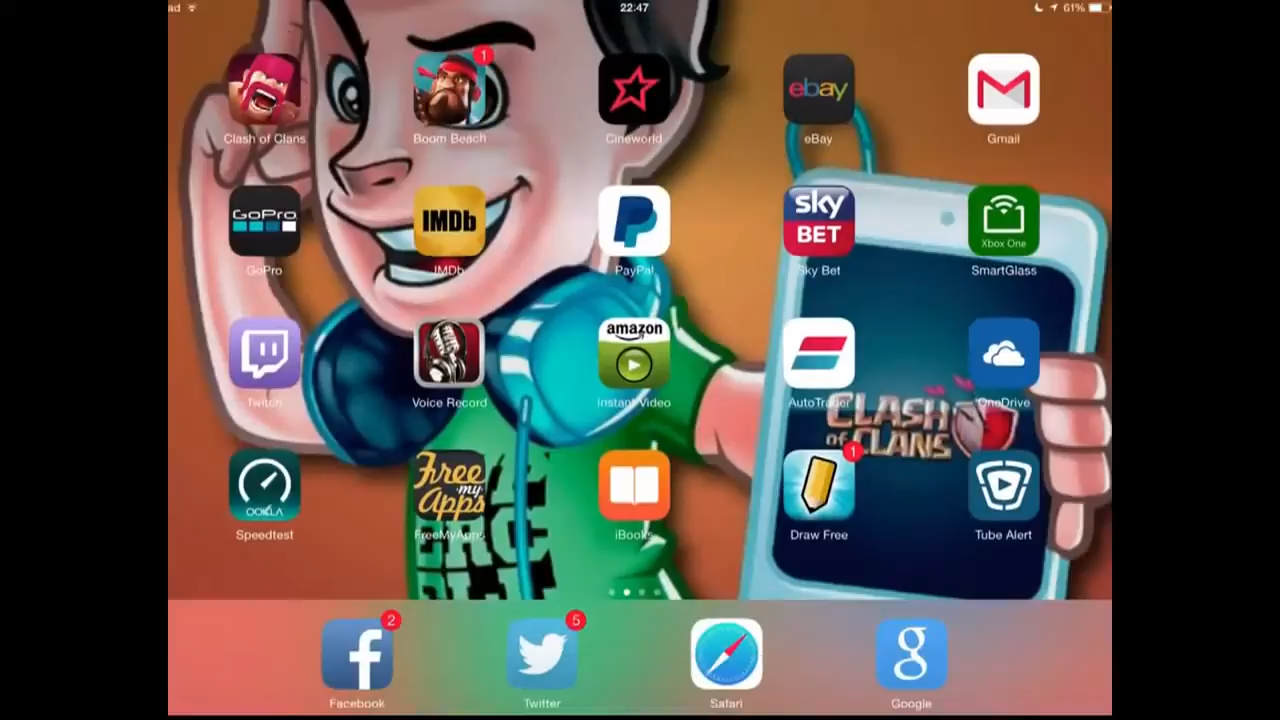 ad 22:47 61%
1
ebay
Clash of Clans Boom Beach Cineworld eBay Gmail
GoPro IMDb sky BET Xbox One
GoPro IMDb PayPal Sky Bet SmartGlass
amazon
Twitch Voice Record Instant Video AutoTrader OneDrive
CLASH
of CLANS
1
Free my Apps
OOKLA
Speedtest FreeMyApps iBooks Draw Free Tube Alert
2 5
f g
Facebook Twitter Safari Google